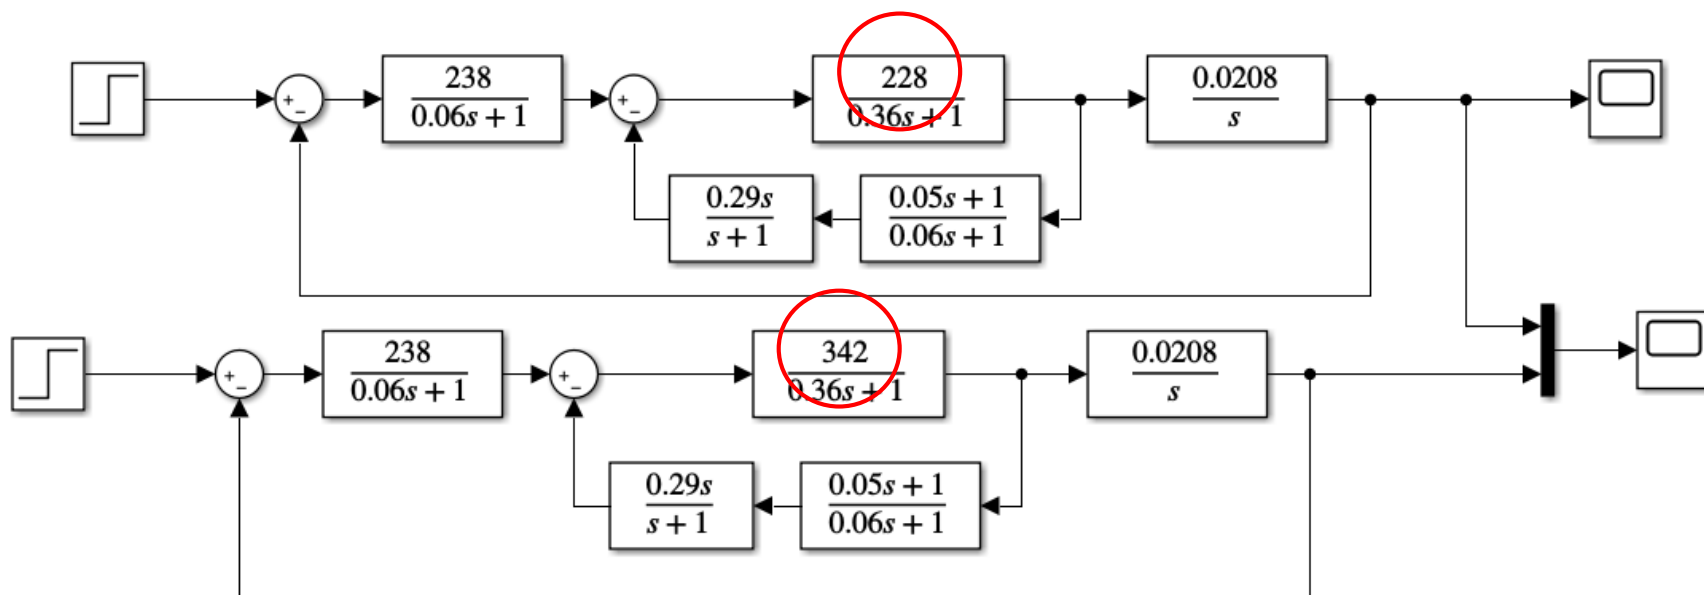 238
0.06s + 1
228
0.36s + 1
0.0208
s
0.29s
s + 1
0.05s + 1
0.06s + 1
238
0.06s + 1
342
0.36s + 1
0.0208
s
0.29s
s + 1
0.05s + 1
0.06s + 1